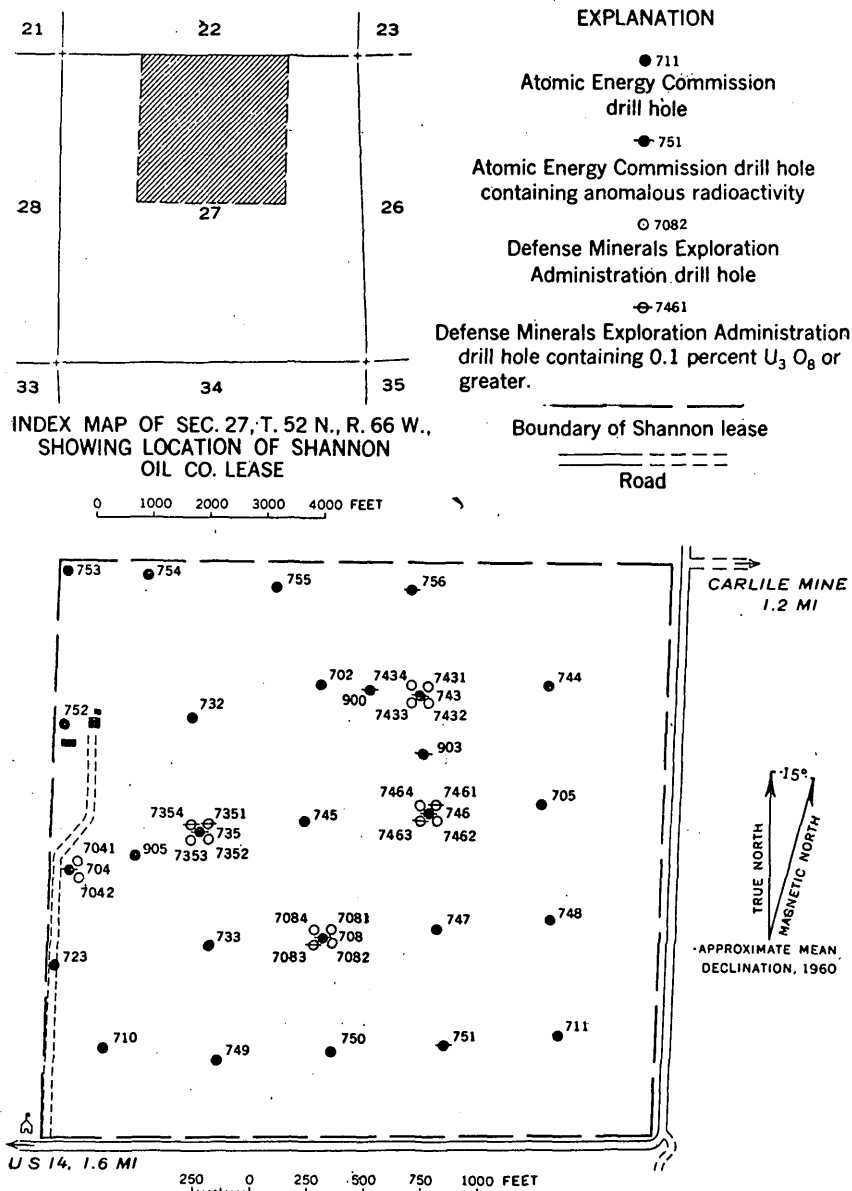 21 22 23
28 27 26
33 34 35
INDEX MAP OF SEC. 27, T. 52 N., R. 66 W.,
SHOWING LOCATION OF SHANNON
OIL CO. LEASE
0 1000 2000 3000 4000 FEET
EXPLANATION
711
Atomic Energy Commission
drill hole
751
Atomic Energy Commission drill hole
containing anomalous radioactivity
7082
Defense Minerals Exploration
Administration drill hole
7461
Defense Minerals Exploration Administration
drill hole containing 0.1 percent U3 O8 or
greater.
Boundary of Shannon lease
Road
753 754 755 756
CARLILE MINE
1.2 MI
702 7434 7431 744
900 743
7433 7432
752 732
903
7464 7461 705
746
7463 7462
7354 7351 745
735
7353 7352
905
7041
704
7042
7084 7081 747 748
708
7083 7082
733
723
710 749 750 751 711
15°
TRUE NORTH
MAGNETIC NORTH
APPROXIMATE MEAN
DECLINATION, 1960
U S 14, 1.6 MI
250 0 250 500 750 1000 FEET